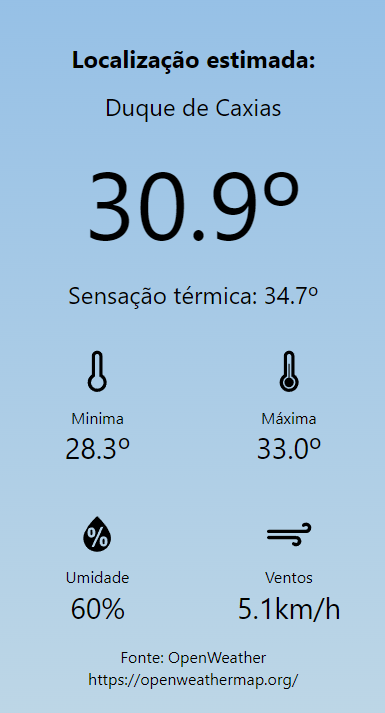 Localização estimada:
Duque de Caxias
30.9º
Sensação térmica: 34.7º
Minima
Máxima
28.3º
33.0º
%
Umidade
Ventos
60%
5.1km/h
Fonte: OpenWeather
https://openweathermap.org/